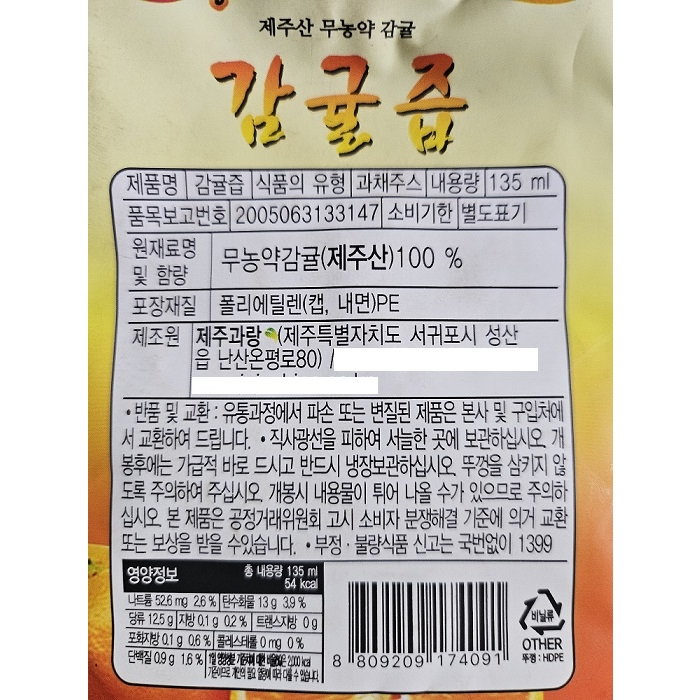 제주산 무농약 감귤
감귤즙
제품명 감귤즙 식품의 유형 과채주스 내용량 135 ml
품목보고번호 2005063133147 소비기한 별도표기
원재료명 및 함량 무농약감귤(제주산)100 %
포장재질 폴리에틸렌(캡, 내면)PE
제조원 제주과랑 (제주특별자치도 서귀포시 성산
읍 난산온평로80) /
• 반품 및 교환 : 유통과정에서 파손 또는 변질된 제품은 본사 및 구입처에
서 교환하여 드립니다. • 직사광선을 피하여 서늘한 곳에 보관하십시오. 개
봉후에는 가급적 바로 드시고 반드시 냉장보관하십시오. 뚜껑을 삼키지 않
도록 주의하여 주십시오. 개봉시 내용물이 튀어 나올 수가 있으므로 주의하
십시오. 본 제품은 공정거래위원회 고시 소비자 분쟁해결 기준에 의거 교환
또는 보상을 받을 수있습니다. • 부정 · 불량식품 신고는 국번없이 1399
영양정보 총 내용량 135 ml
54 kcal
나트륨 52.6 mg 2.6 % 탄수화물 13 g 3.9 %
당류 12.5 g 지방 0.1 g 0.2 % 트랜스지방 0 g
포화지방 0.1 g 0.6 % 콜레스테롤 0 mg 0 %
단백질 0.9 g 1.6 % 2,000 kcal
8 809209 174091
비닐류
OTHER
뚜껑 : HDPE